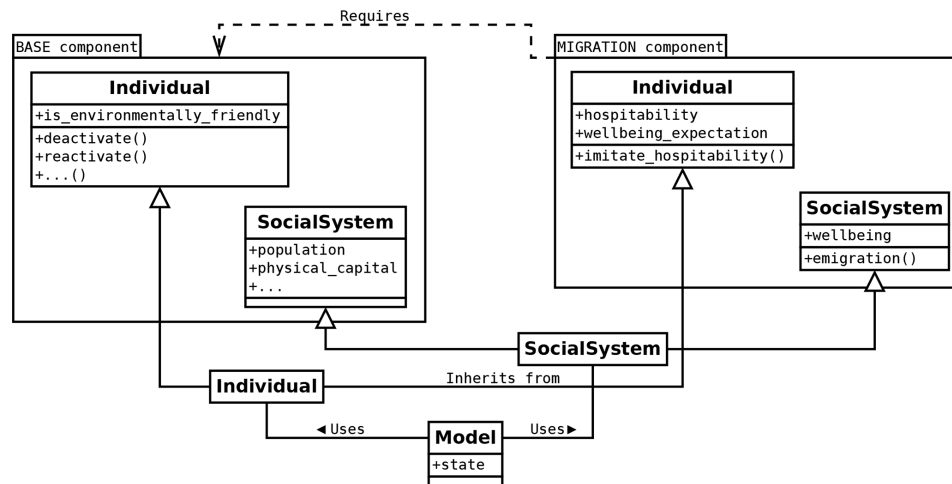 Requires
BASE component
Individual
+is_environmentally_friendly
+deactivate()
+reactivate()
+...()
SocialSystem
+population
+physical_capital
+...
MIGRATION component
Individual
+hospitability
+wellbeing_expectation
+imitate_hospitability()
SocialSystem
+wellbeing
+emigration()
SocialSystem
Individual
Inherits from
◄ Uses
Uses►
Model
+state